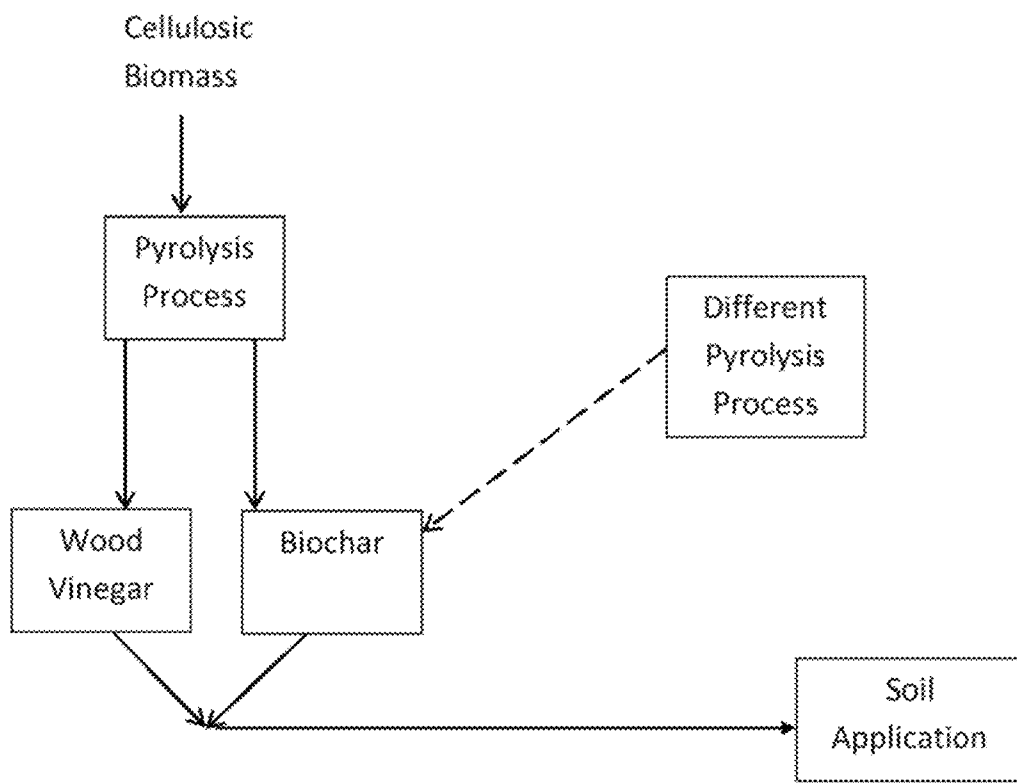 Cellulosic
Biomass
Pyrolysis
Process
Different
Pyrolysis
Process
Wood
Vinegar
Biochar
Soil
Application